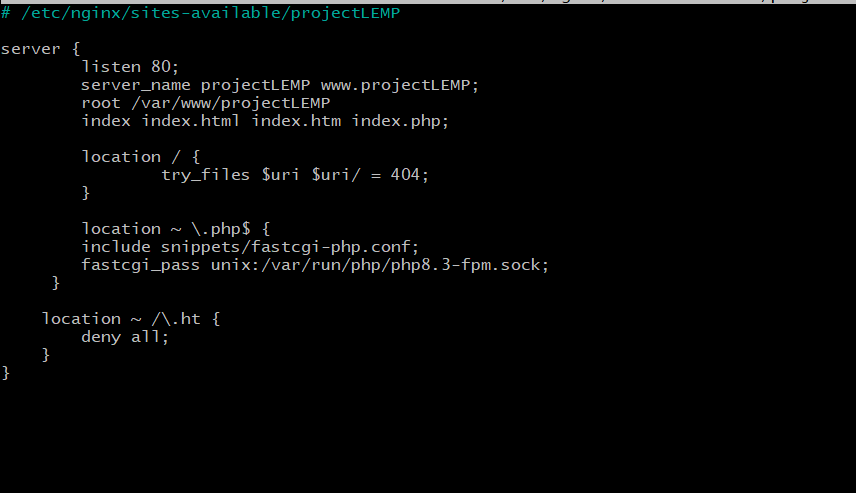 # /etc/nginx/sites-available/projectLEMP
server {
listen 80;
server_name projectLEMP www.projectLEMP;
root /var/www/projectLEMP
index index.html index.htm index.php;
location / {
try_files $uri $uri/ = 404;
}
location ~ \.php$ {
include snippets/fastcgi-php.conf;
fastcgi_pass unix:/var/run/php/php8.3-fpm.sock;
}
location ~ /\.ht {
deny all;
}
}